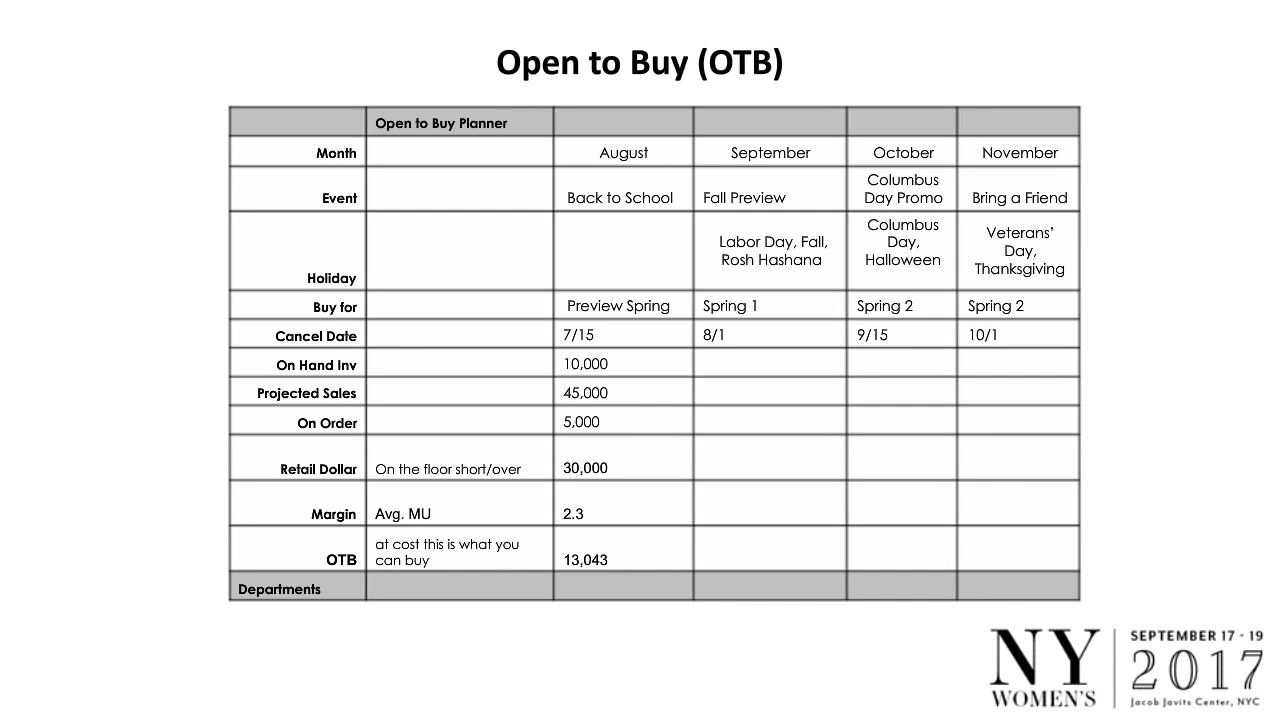 Open to Buy (OTB)
Open to Buy Planner
Month August September October November
Event Back to School Fall Preview Columbus
Day Promo Bring a Friend
Holiday Labor Day, Fall,
Rosh Hashana Columbus
Day,
Halloween Veterans’
Day,
Thanksgiving
Buy for Preview Spring Spring 1 Spring 2 Spring 2
Cancel Date 7/15 8/1 9/15 10/1
On Hand Inv 10,000
Projected Sales 45,000
On Order 5,000
Retail Dollar On the floor short/over 30,000
Margin Avg. MU 2.3
OTB at cost this is what you
can buy 13,043
Departments
NY
WOMEN'S
SEPTEMBER 17 - 19
2017
Jacob Javits Center, NYC